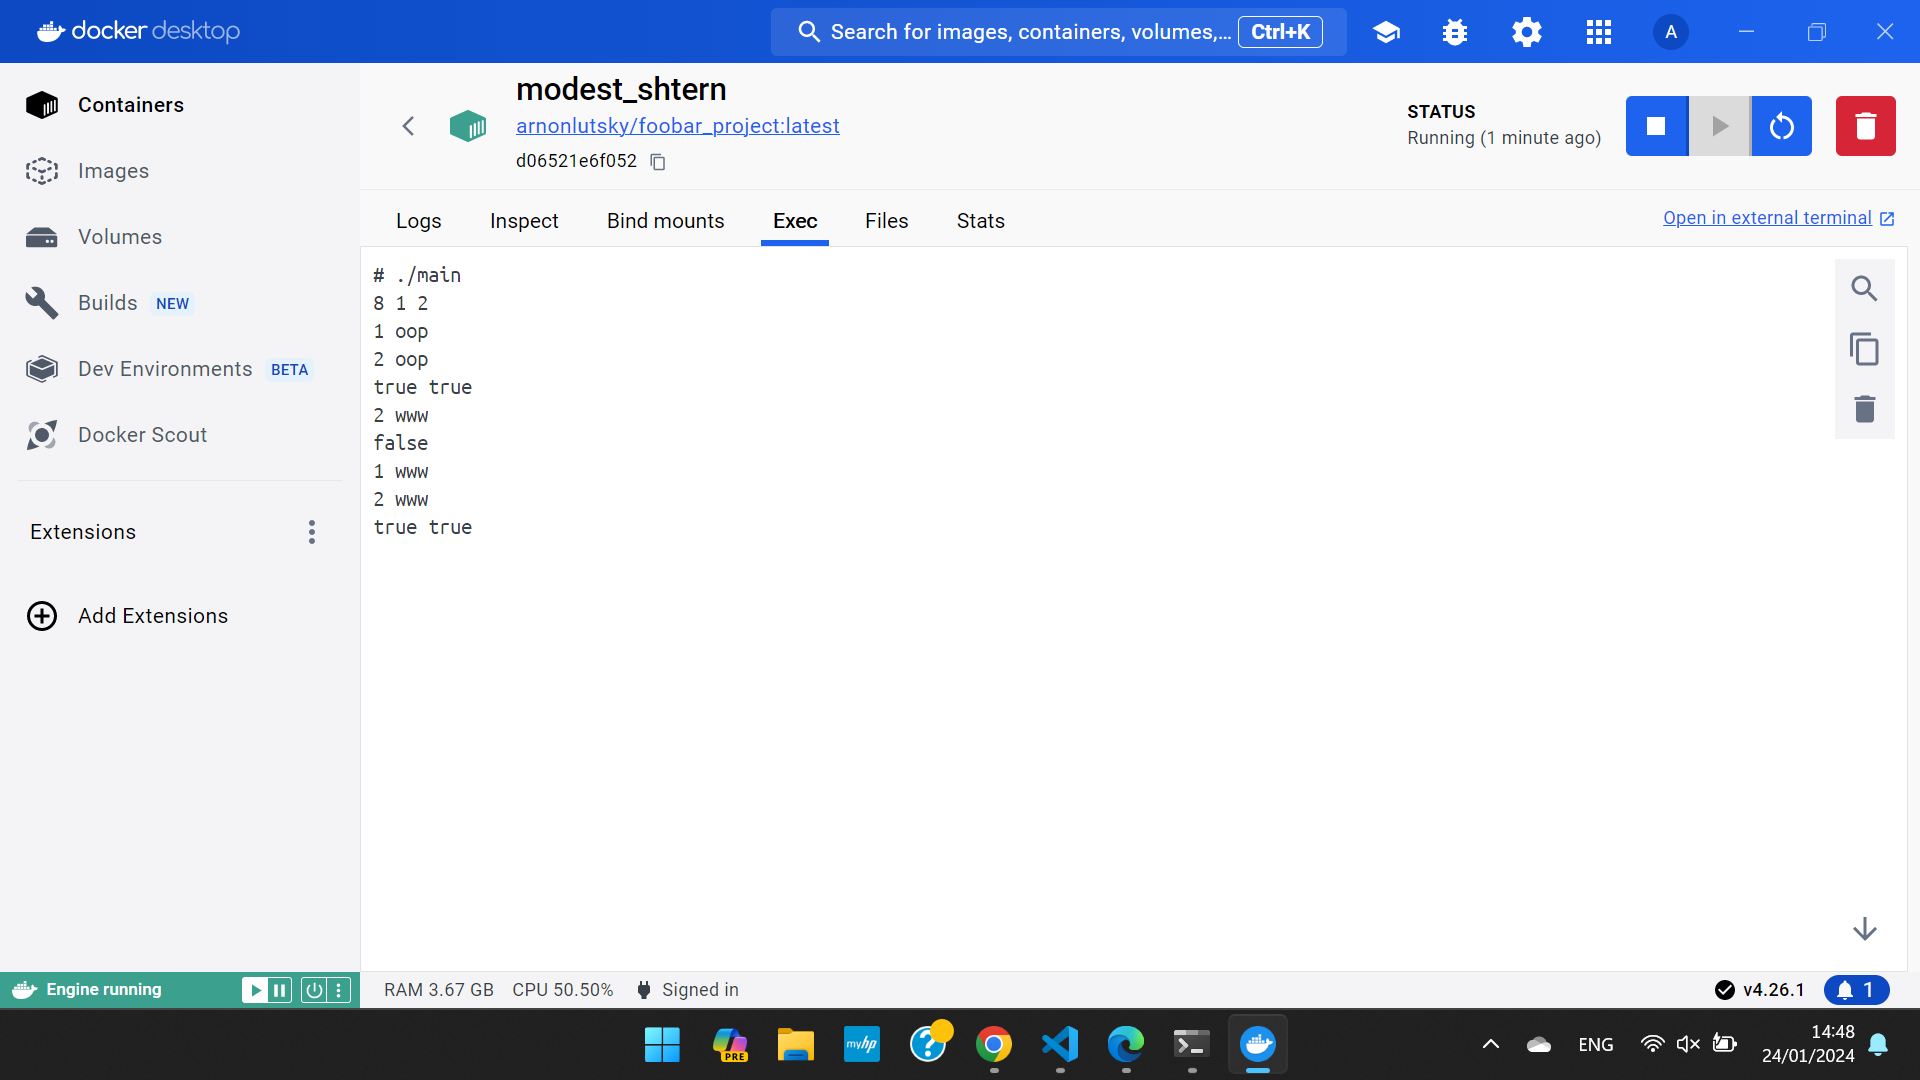 docker desktop
Search for images, containers, volumes,... Ctrl+K
A
Containers
Images
Volumes
Builds NEW
Dev Environments BETA
Docker Scout
Extensions
Add Extensions
modest_shtern
arnonlutsky/foobar_project:latest
d06521e6f052
STATUS
Running (1 minute ago)
Logs Inspect Bind mounts Exec Files Stats
Open in external terminal
# ./main
8 1 2
1 oop
2 oop
true true
2 www
false
1 www
2 www
true true
Engine running
RAM 3.67 GB CPU 50.50% Signed in
v4.26.1
1
PRE
myhp
?
ENG
14:48
24/01/2024